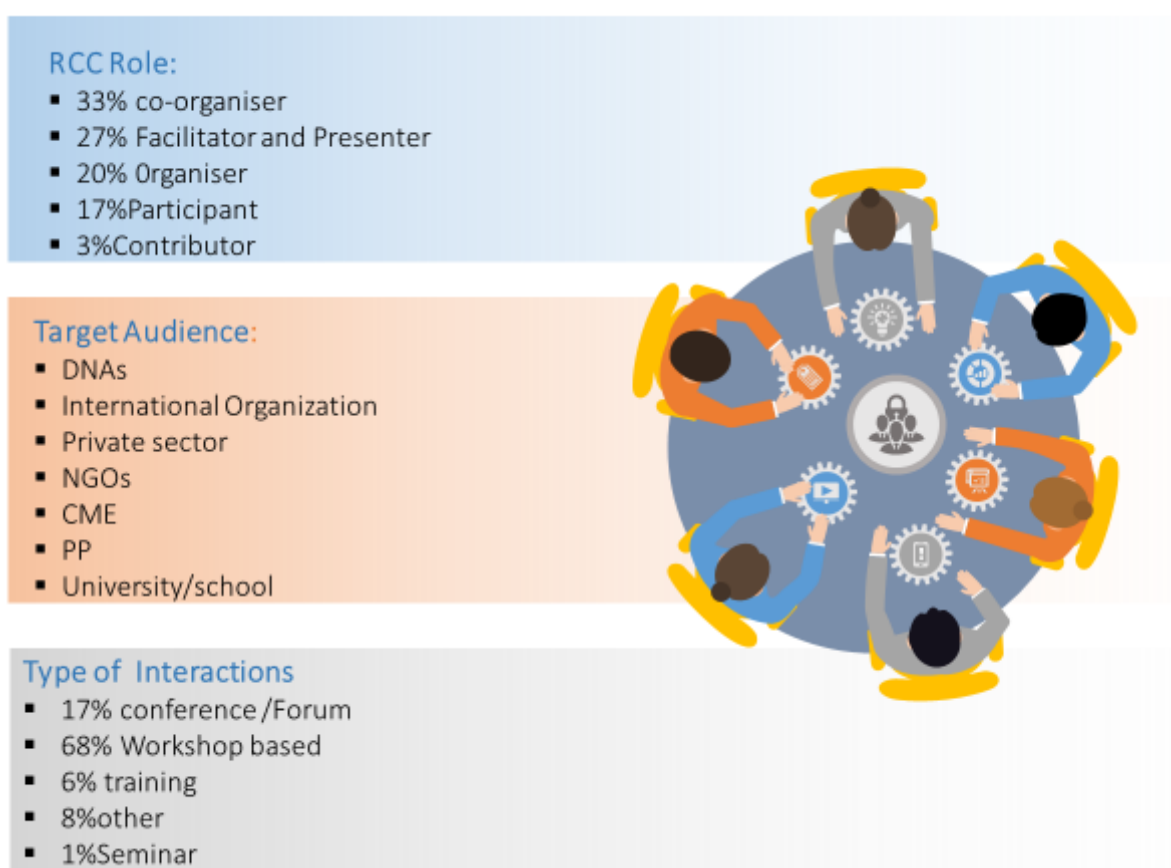 RCC Role:
▪ 33% co-organiser
▪ 27% Facilitator and Presenter
▪ 20% 0rganiser
▪ 17%Participant
▪ 3%Contributor
Target Audience:
▪ DNAs
▪ International Organization
▪ Private sector
▪ NGOs
▪ CME
▪ PP
▪ University/school
Type of Interactions
▪ 17% conference /Forum
▪ 68% Workshop based
▪ 6% training
▪ 8%other
▪ 1%Seminar